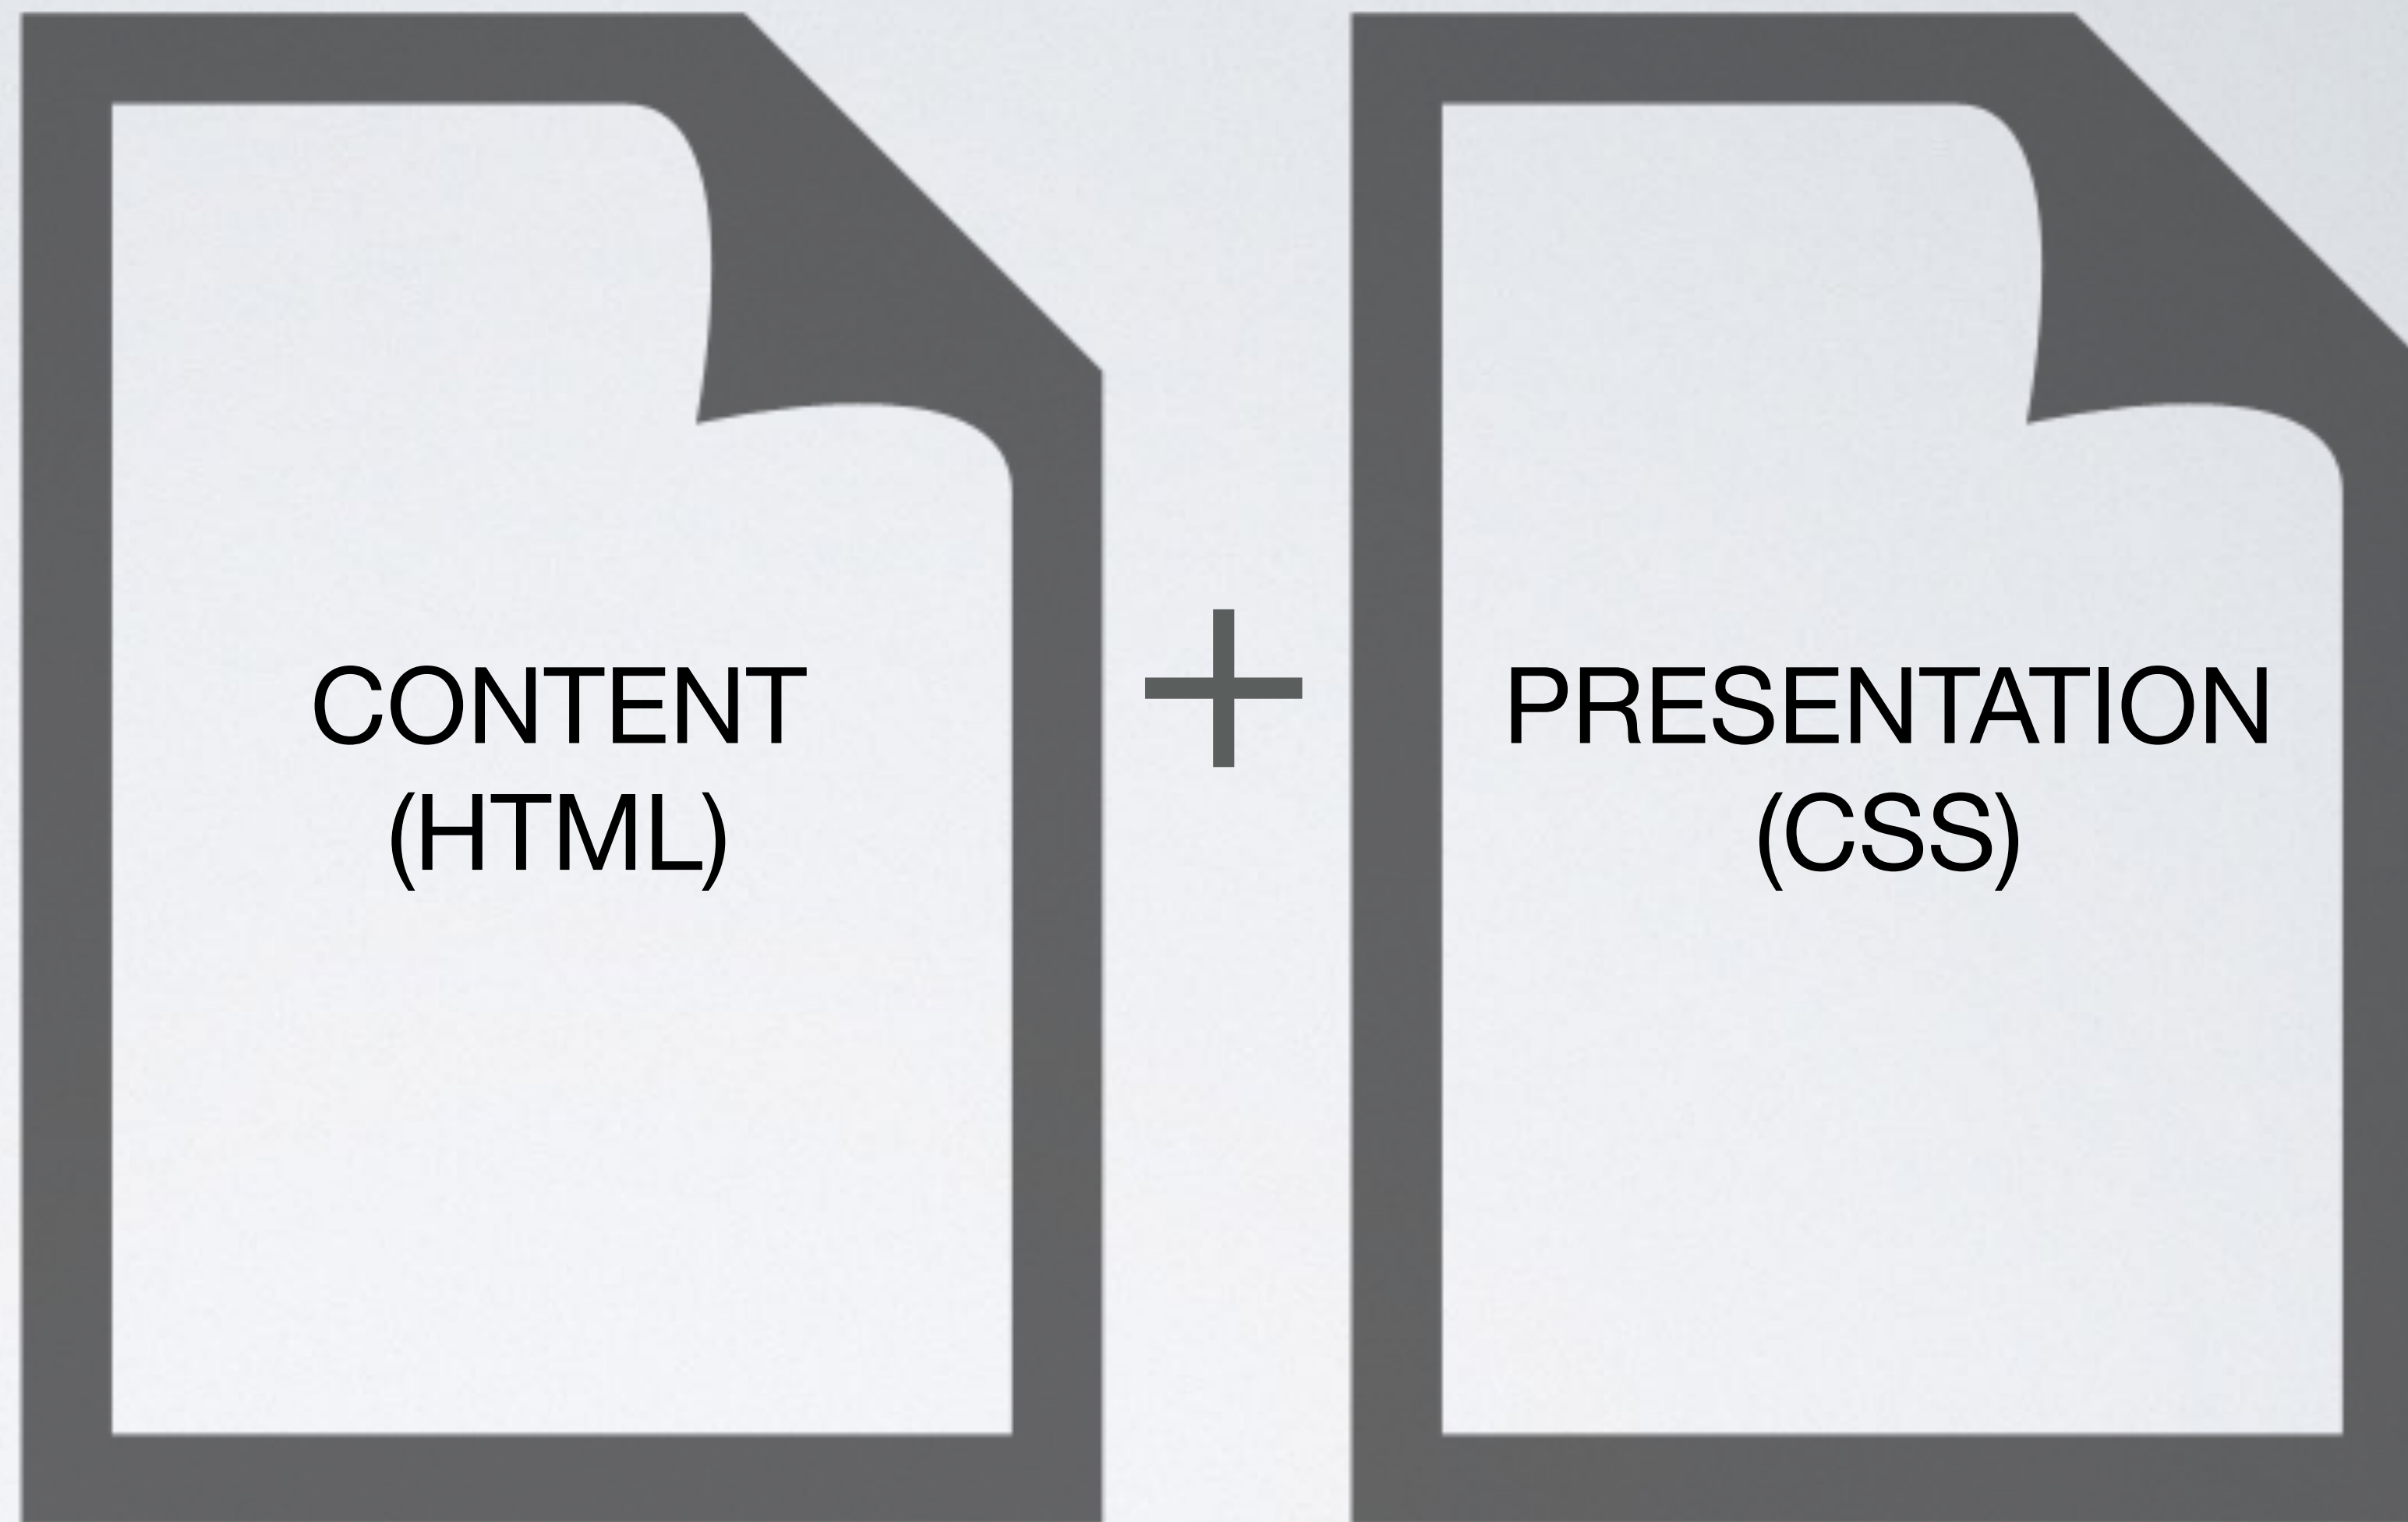 CONTENT
(HTML)
+
PRESENTATION
(CSS)